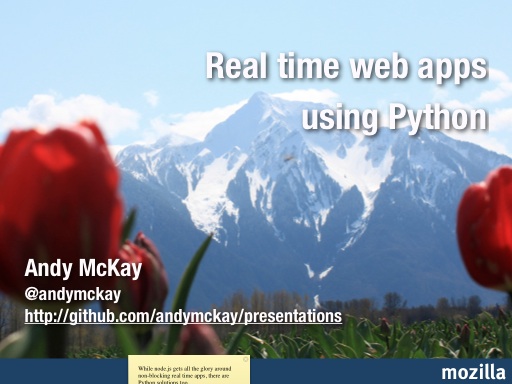 Real time web apps
using Python
Andy McKay
@andymckay
http://github.com/andymckay/presentations
While node.js gets all the glory around
non-blocking real time apps, there are
Python solutions too
mozilla